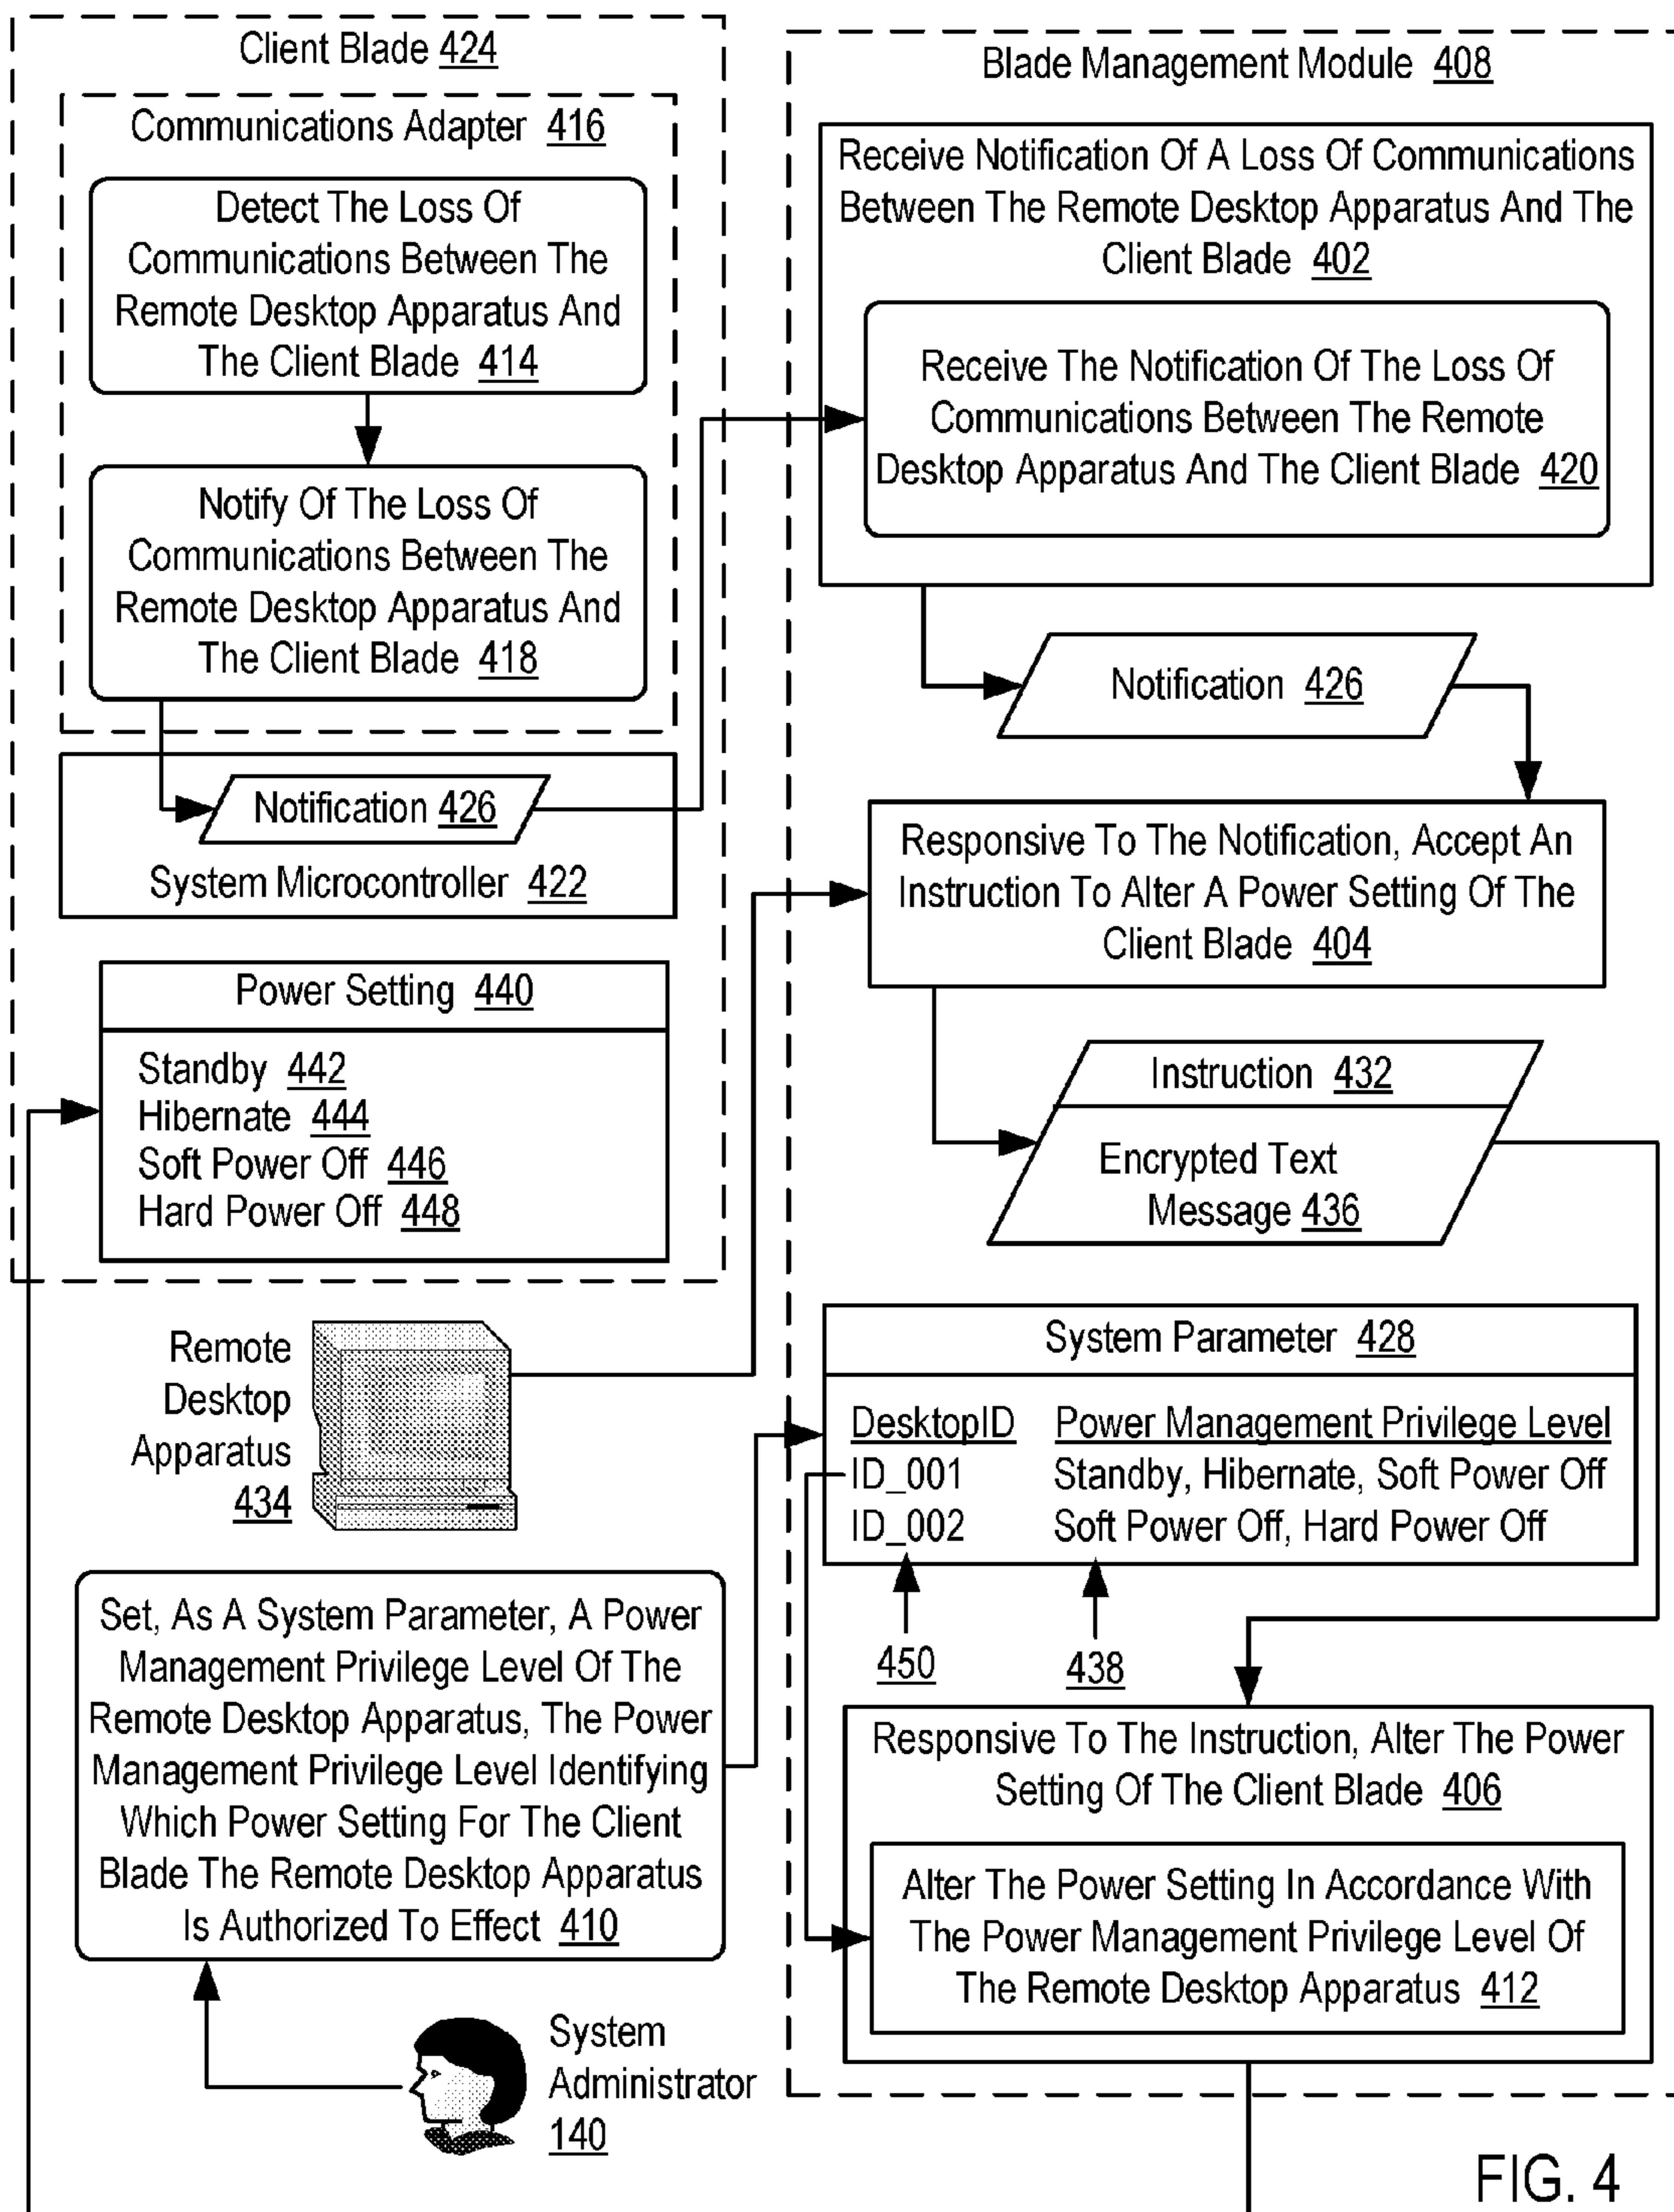 Client Blade 424
Communications Adapter 416
Detect The Loss Of
Communications Between The
Remote Desktop Apparatus And
The Client Blade 414
Notify Of The Loss Of
Communications Between The
Remote Desktop Apparatus And
The Client Blade 418
Notification 426
System Microcontroller 422
Power Setting 440
Standby 442
Hibernate 444
Soft Power Off 446
Hard Power Off 448
Remote
Desktop
Apparatus
434
Set, As A System Parameter, A Power
Management Privilege Level Of The
Remote Desktop Apparatus, The Power
Management Privilege Level Identifying
Which Power Setting For The Client
Blade The Remote Desktop Apparatus
Is Authorized To Effect 410
System
Administrator
140
Blade Management Module 408
Receive Notification Of A Loss Of Communications
Between The Remote Desktop Apparatus And The
Client Blade 402
Receive The Notification Of The Loss Of
Communications Between The Remote
Desktop Apparatus And The Client Blade 420
Notification 426
Responsive To The Notification, Accept An
Instruction To Alter A Power Setting Of The
Client Blade 404
Instruction 432
Encrypted Text
Message 436
System Parameter 428
DesktopID Power Management Privilege Level
ID_001 Standby, Hibernate, Soft Power Off
ID_002 Soft Power Off, Hard Power Off
450 438
Responsive To The Instruction, Alter The Power
Setting Of The Client Blade 406
Alter The Power Setting In Accordance With
The Power Management Privilege Level Of
The Remote Desktop Apparatus 412
FIG. 4